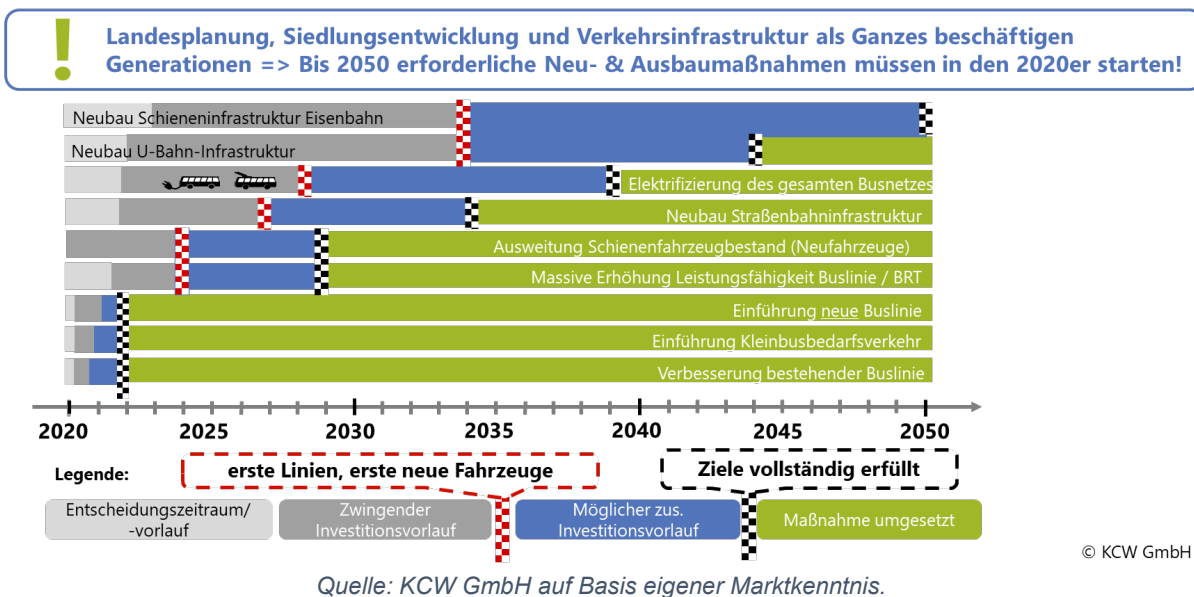 !
Landesplanung, Siedlungsentwicklung und Verkehrsinfrastruktur als Ganzes beschäftigen
Generationen => Bis 2050 erforderliche Neu- & Ausbaumaßnahmen müssen in den 2020er starten!
Neubau Schieneninfrastruktur Eisenbahn
Neubau U-Bahn-Infrastruktur
Elektrifizierung des gesamten Busnetzes
Neubau Straßenbahninfrastruktur
Ausweitung Schienenfahrzeugbestand (Neufahrzeuge)
Massive Erhöhung Leistungsfähigkeit Buslinie / BRT
Einführung neue Buslinie
Einführung Kleinbusbedarfsverkehr
Verbesserung bestehender Buslinie
2020 2025 2030 2035 2040 2045 2050
Legende:
erste Linien, erste neue Fahrzeuge
Ziele vollständig erfüllt
Entscheidungszeitraum/
-vorlauf
Zwingender
Investitionsvorlauf
Möglicher zus.
Investitionsvorlauf
Maßnahme umgesetzt
© KCW GmbH
Quelle: KCW GmbH auf Basis eigener Marktkenntnis.